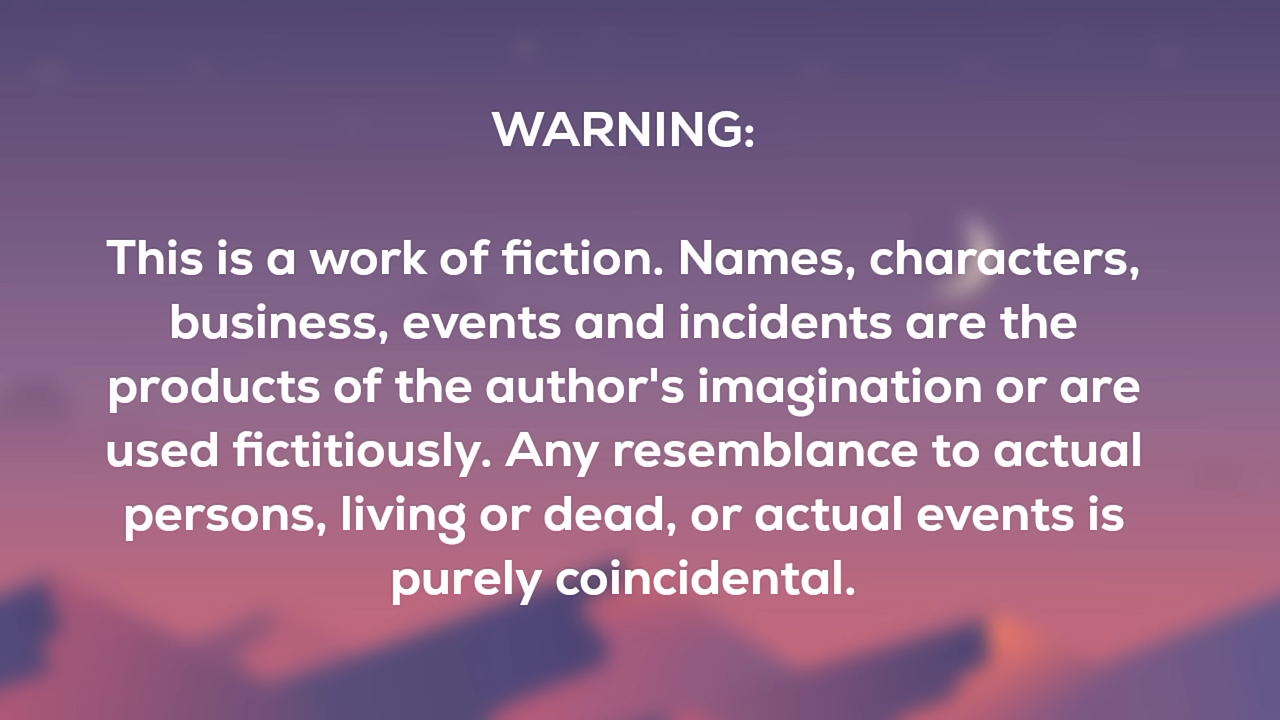 WARNING:
This is a work of fiction. Names, characters,
business, events and incidents are the
products of the author's imagination or are
used fictitiously. Any resemblance to actual
persons, living or dead, or actual events is
purely coincidental.